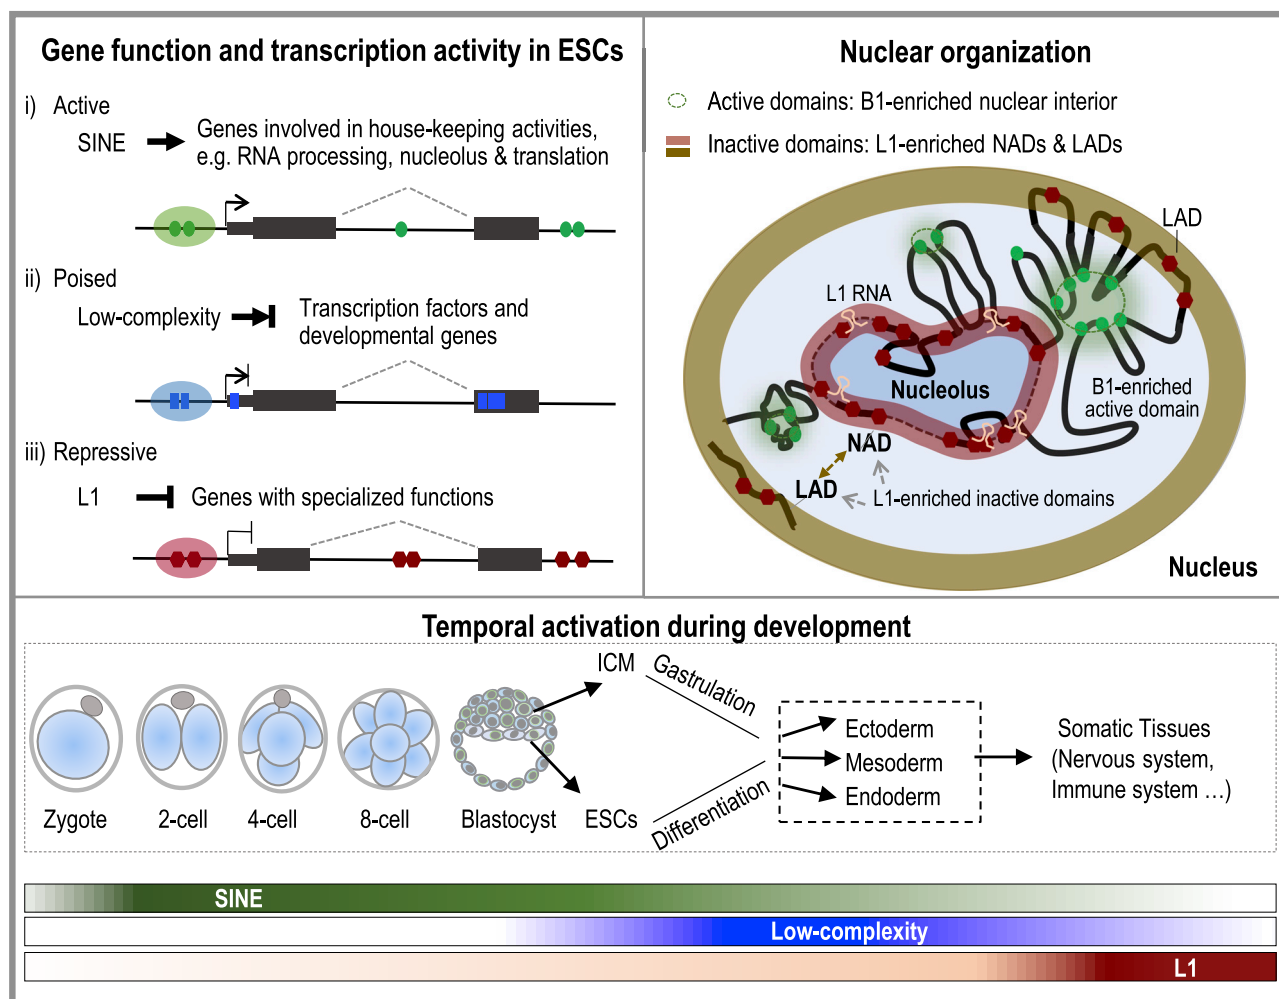 Gene function and transcription activity in ESCs
i) Active
SINE
Genes involved in house-keeping activities,
e.g. RNA processing, nucleolus & translation
ii) Poised
Low-complexity
Transcription factors and
developmental genes
iii) Repressive
L1
Genes with specialized functions
Nuclear organization
Active domains: B1-enriched nuclear interior
Inactive domains: L1-enriched NADs & LADs
LAD
L1 RNA
Nucleolus
B1-enriched
active domain
NAD
LAD
L1-enriched inactive domains
Nucleus
Temporal activation during development
ICM
Gastrulation
Ectoderm
Mesoderm
Endoderm
Somatic Tissues
(Nervous system,
Immune system ...)
Zygote
2-cell
4-cell
8-cell
Blastocyst
ESCs
Differentiation
SINE
Low-complexity
L1